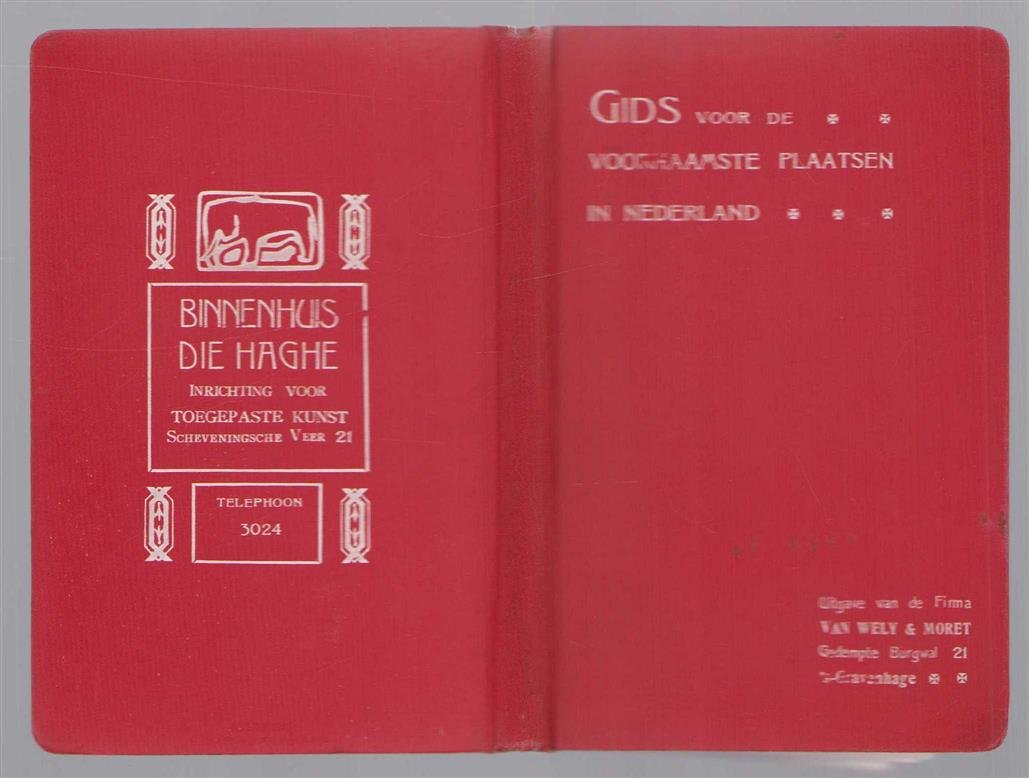 BINNENHUIS
DIE HAGHE
INRICHTING VOOR
TOEGEPASTE KUNST
SCHEVENINGSCHE VEER 21
TELEPHOON
3024
GIDS VOOR DE
VOORNAAMSTE PLAATSEN
IN NEDERLAND
Uitgave van de Firma
VAN WELY & MORET
Gedempte Burgwal 21
's-Gravenhage